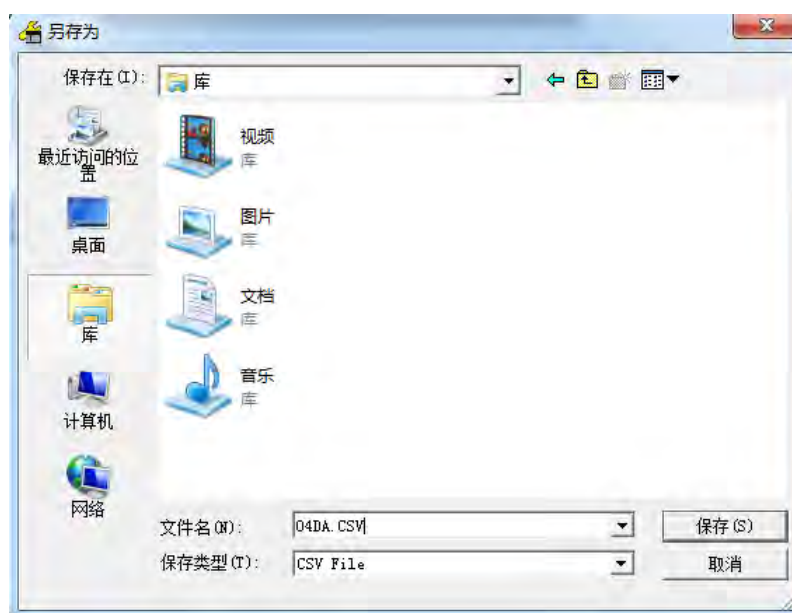 另存为
保存在(I):
库
最近访问的位
置
桌面
库
计算机
网络
视频
库
图片
库
文档
库
音乐
库
文件名(N):
04DA.CSV
保存(S)
保存类型(T):
CSV File
取消